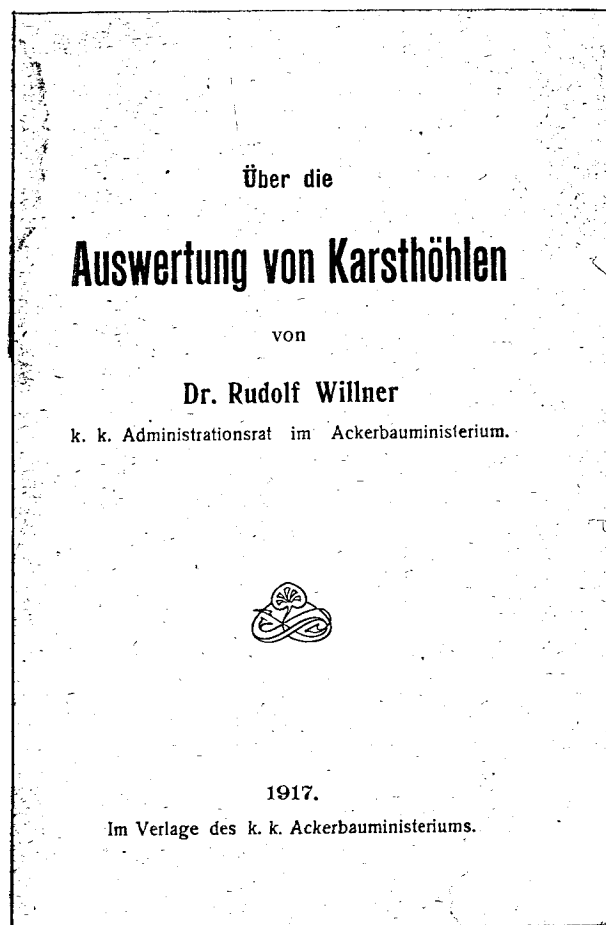 Über die
Auswertung von Karsthöhlen
von
Dr. Rudolf Willner
k. k. Administrationsrat im Ackerbauministerium.
1917.
Im Verlage des k. k. Ackerbauministeriums.